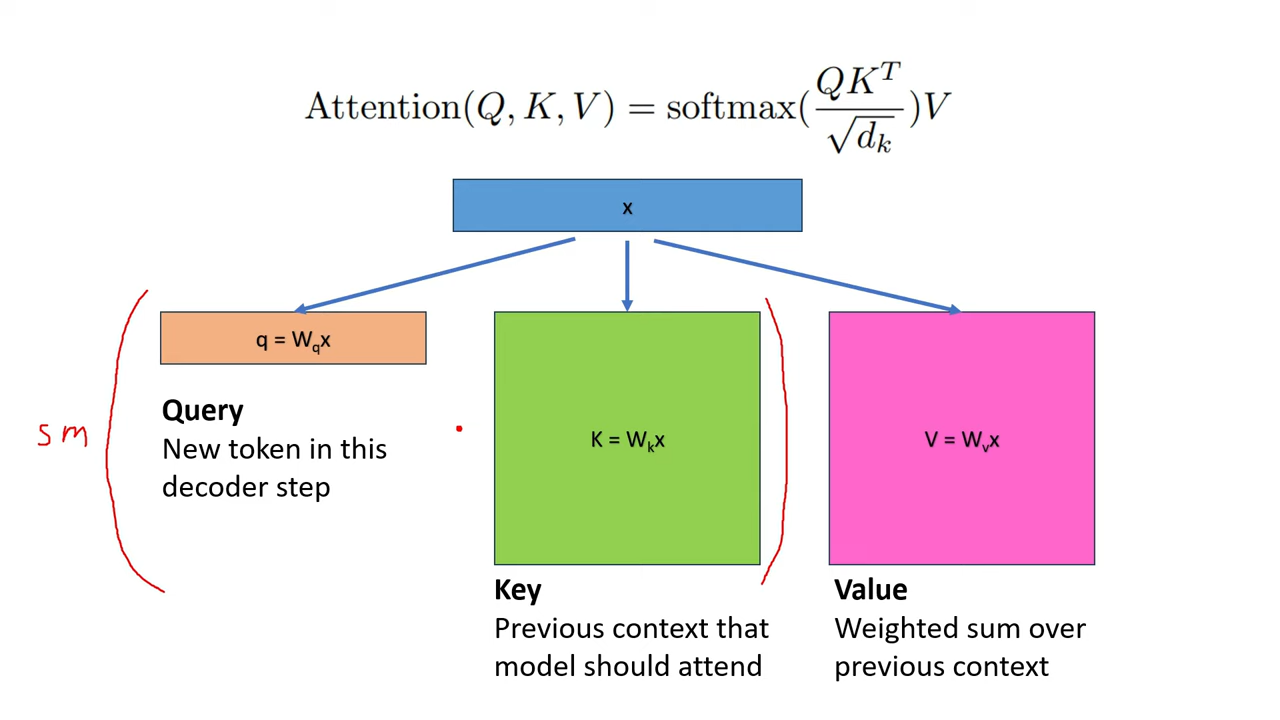 Attention(Q, K, V) = softmax(QK^T / √d_k)V
x
q = W_qx
K = W_kx
V = W_vx
sm
Query
New token in this
decoder step
Key
Previous context that
model should attend
Value
Weighted sum over
previous context